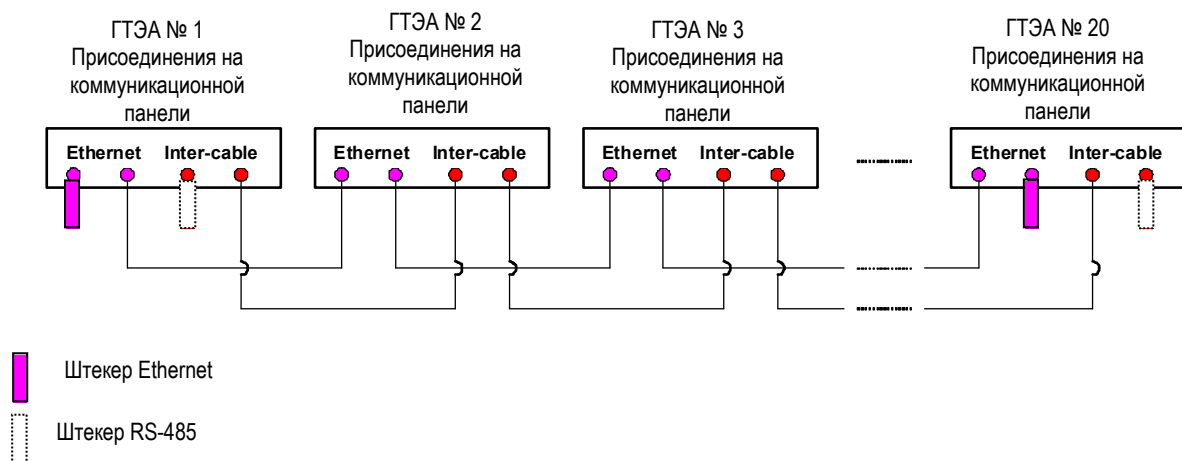 ГТЭА № 1
Присоединения на
коммуникационной
панели
ГТЭА № 2
Присоединения на
коммуникационной
панели
ГТЭА № 3
Присоединения на
коммуникационной
панели
ГТЭА № 20
Присоединения на
коммуникационной
панели
Ethernet Inter-cable
Ethernet Inter-cable
Ethernet Inter-cable
Ethernet Inter-cable
Штекер Ethernet
Штекер RS-485